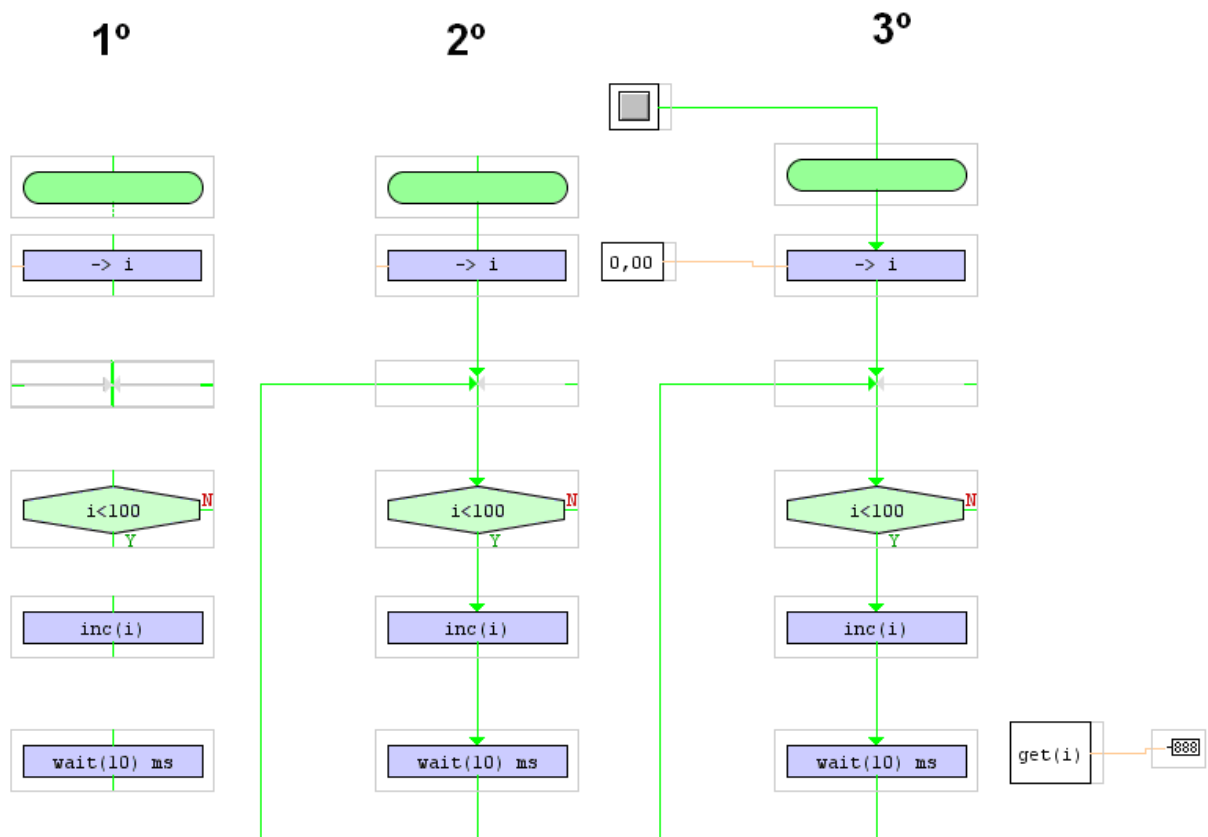 1º 2º 3º
-> i -> i 0,00 -> i
i<100 N i<100 N i<100 N
Y Y Y
inc(i) inc(i) inc(i)
wait(10) ms wait(10) ms wait(10) ms get(i) -888